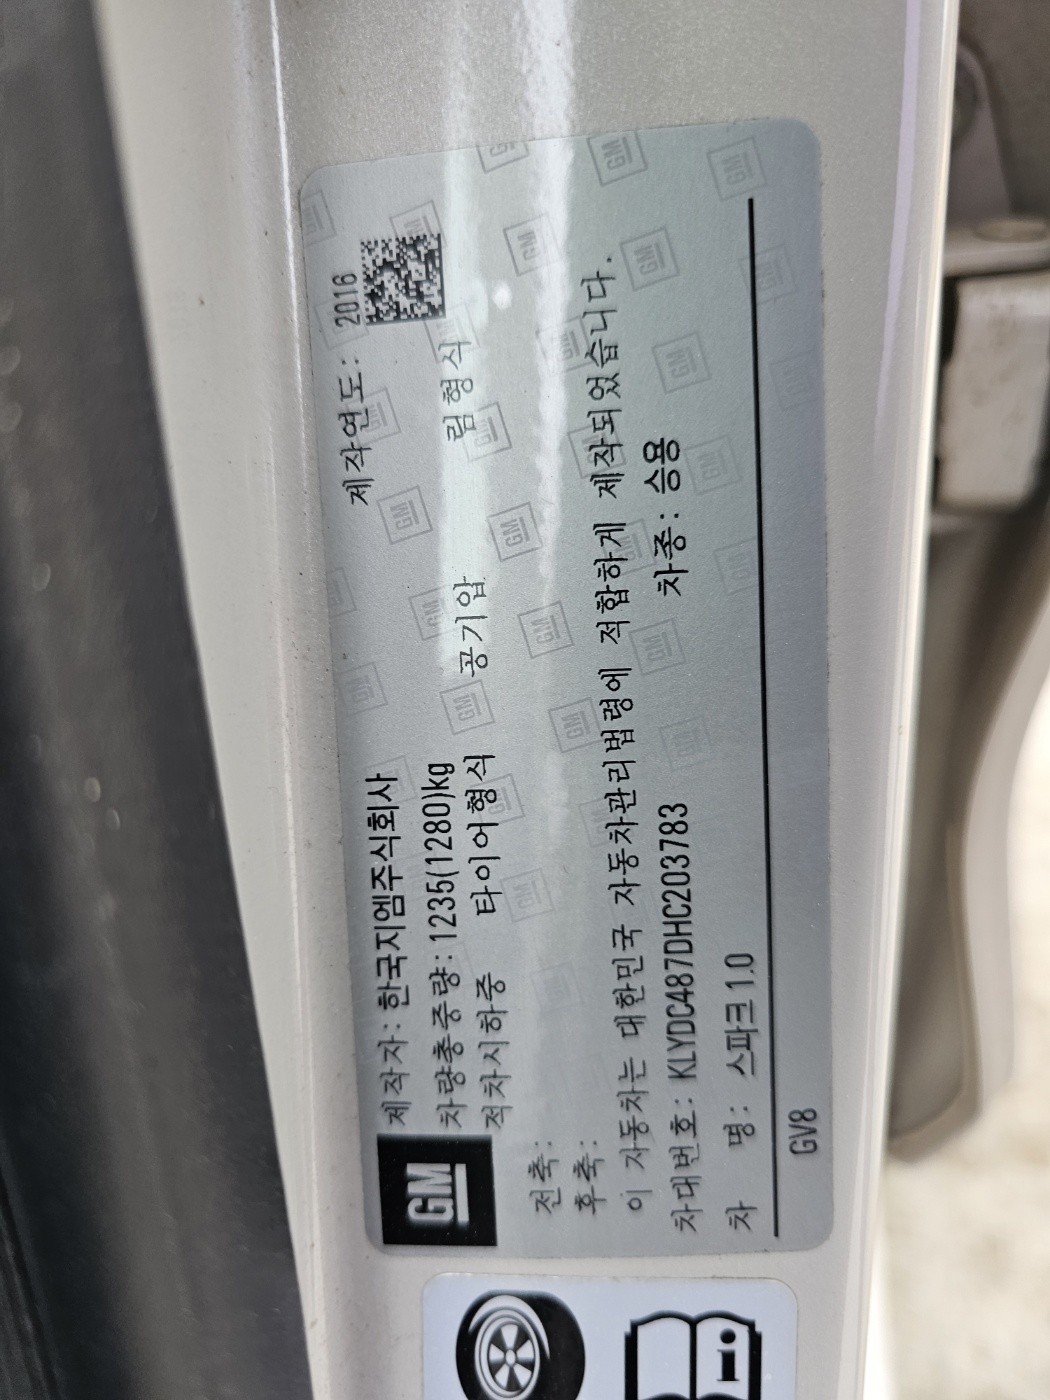 GM
제작자: 한국지엠주식회사 제작연도: 2016
차량총중량: 1235(1280)kg
적차시하중 타이어형식 공기압 림형식
전축:
후축:
이 자동차는 대한민국 자동차관리법령에 적합하게 제작되었습니다.
차대번호: KLYDC487DHC203783 차종: 승용
차 명: 스파크 1.0
GV8